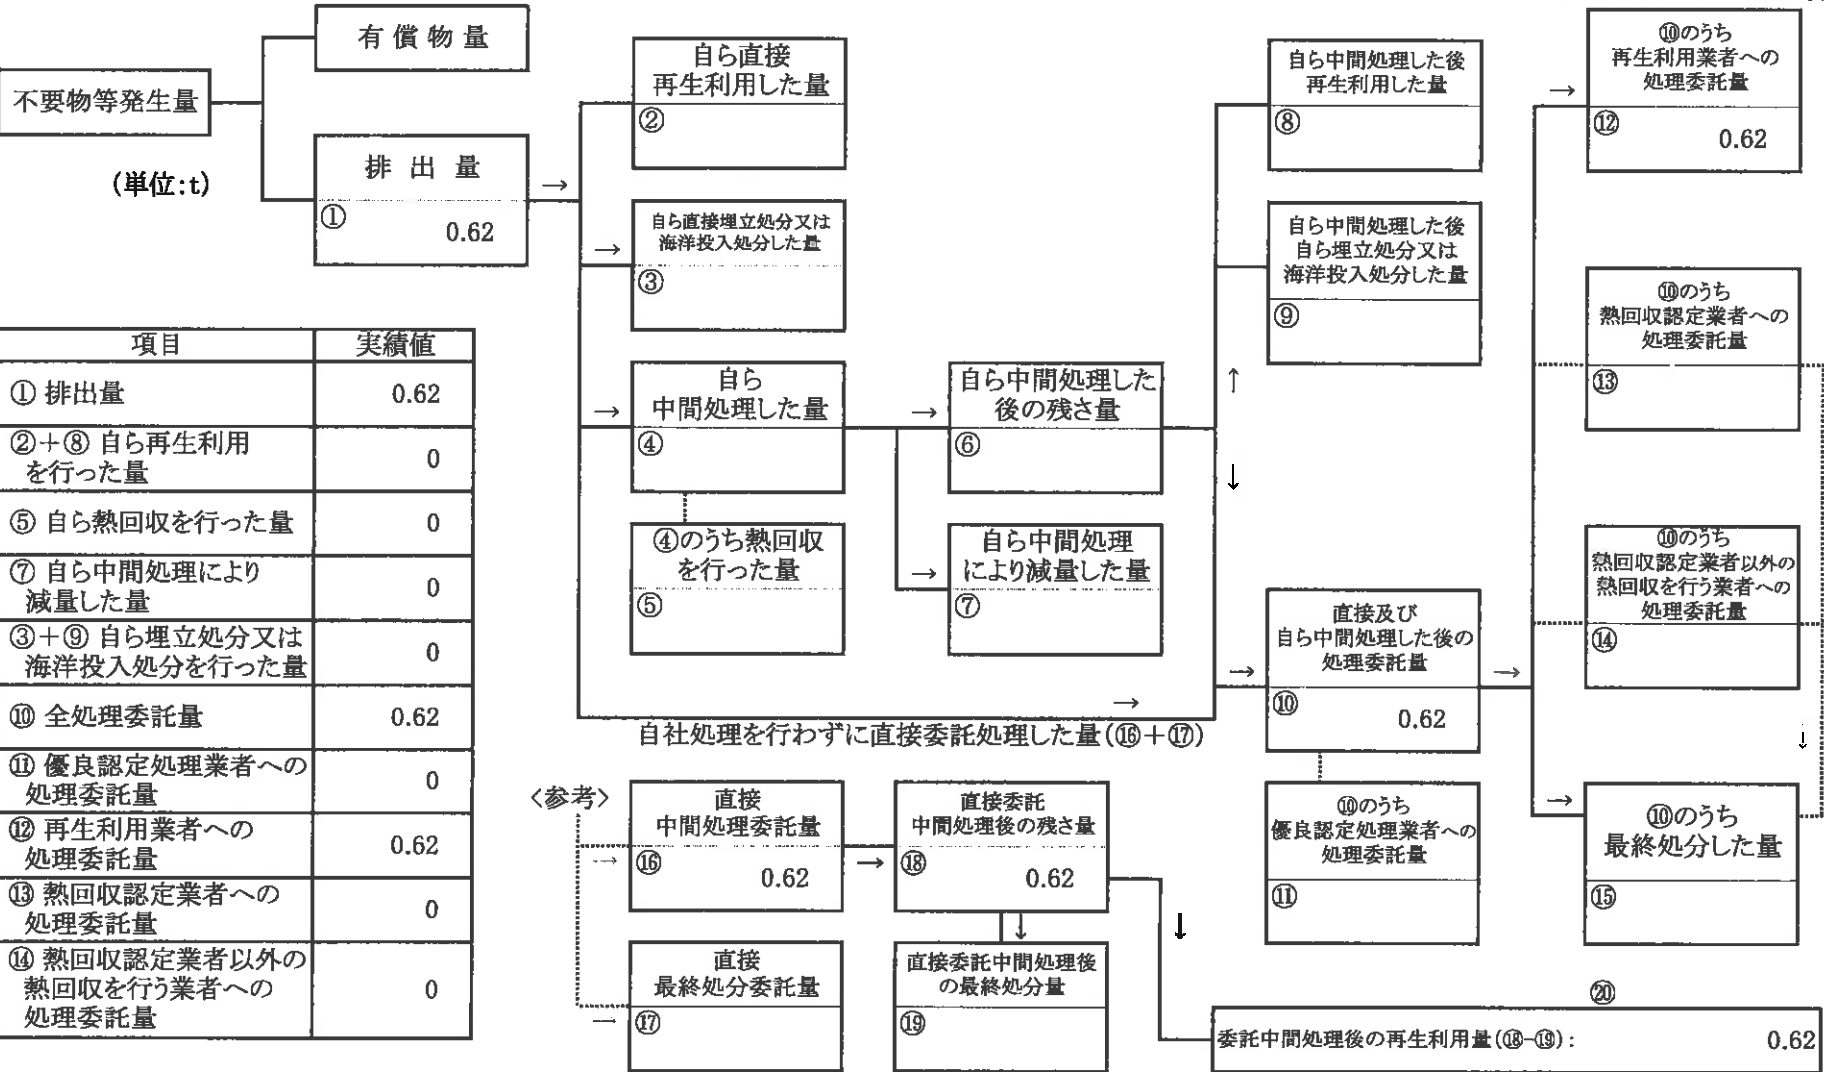 有償物量
不要物等発生量
(単位:t)
排出量
①
0.62
→
自ら直接
再生利用した量
②
→
自ら直接埋立処分又は
海洋投入処分した量
③
→
自ら
中間処理した量
④
④のうち熱回収
を行った量
⑤
→
自ら中間処理した
後の残さ量
⑥
→
自ら中間処理
により減量した量
⑦
→
自社処理を行わずに直接委託処理した量(⑯+⑰)
自ら中間処理した後
再生利用した量
⑧
自ら中間処理した後
自ら埋立処分又は
海洋投入処分した量
⑨
↑
↓
→
直接及び
自ら中間処理した後の
処理委託量
⑩
0.62
→
⑩のうち
優良認定処理業者への
処理委託量
⑪
→
⑩のうち
再生利用業者への
処理委託量
⑫
0.62
⑩のうち
熱回収認定業者への
処理委託量
⑬
⑩のうち
熱回収認定業者以外の
熱回収を行う業者への
処理委託量
⑭
↓
→
⑩のうち
最終処分した量
⑮
項目 実績値
① 排出量 0.62
②+⑧ 自ら再生利用
を行った量 0
⑤ 自ら熱回収を行った量 0
⑦ 自ら中間処理により
減量した量 0
③+⑨ 自ら埋立処分又は
海洋投入処分を行った量 0
⑩ 全処理委託量 0.62
⑪ 優良認定処理業者への
処理委託量 0
⑫ 再生利用業者への
処理委託量 0.62
⑬ 熱回収認定業者への
処理委託量 0
⑭ 熱回収認定業者以外の
熱回収を行う業者への
処理委託量 0
<参考>
→
直接
中間処理委託量
⑯
0.62
→
直接委託
中間処理後の残さ量
⑱
0.62
↓
→
直接
最終処分委託量
⑰
↓
直接委託中間処理後
の最終処分量
⑲
⑳
委託中間処理後の再生利用量(⑱-⑲): 0.62